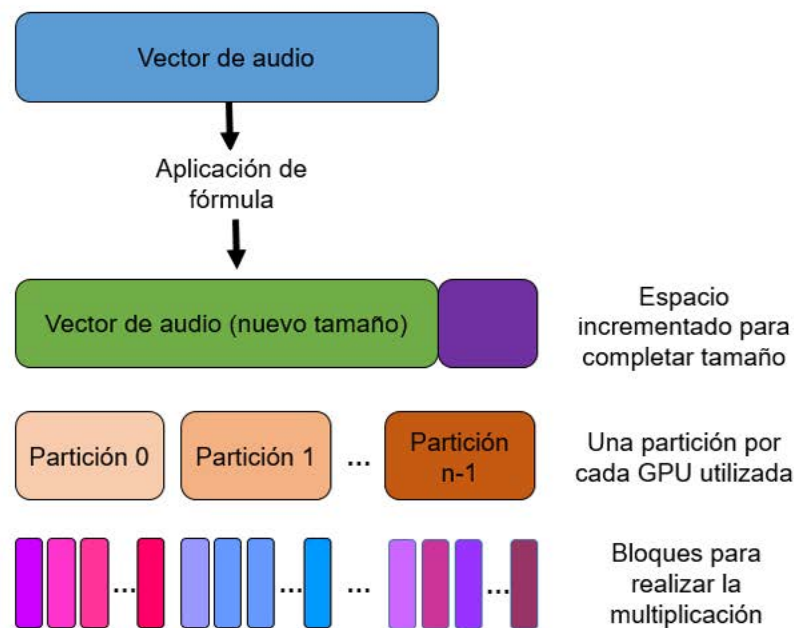 Vector de audio
Aplicación de
fórmula
Vector de audio (nuevo tamaño)
Espacio
incrementado para
completar tamaño
Partición 0
Partición 1
...
Partición
n-1
Una partición por
cada GPU utilizada
...
...
...
...
Bloques para
realizar la
multiplicación